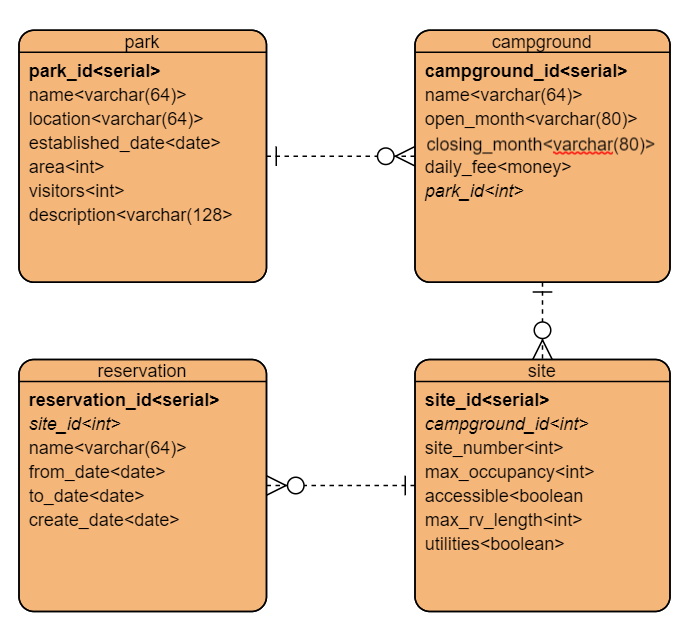 park
park_id<serial>
name<varchar(64)>
location<varchar(64)>
established_date<date>
area<int>
visitors<int>
description<varchar(128>
campground
campground_id<serial>
name<varchar(64)>
open_month<varchar(80)>
closing_month<varchar(80)>
daily_fee<money>
park_id<int>
reservation
reservation_id<serial>
site_id<int>
name<varchar(64)>
from_date<date>
to_date<date>
create_date<date>
site
site_id<serial>
campground_id<int>
site_number<int>
max_occupancy<int>
accessible<boolean
max_rv_length<int>
utilities<boolean>